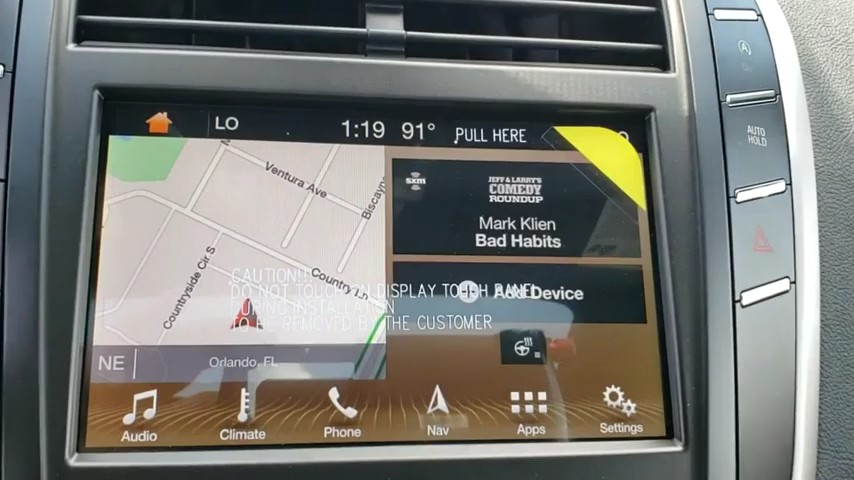 LO
1:19 91°
PULL HERE
AUTO
HOLD
Ventura Ave
Countryside Cir S
Country Ln
sxm
JEFF & LARRY'S
COMEDY
ROUNDUP
Mark Klien
Bad Habits
CAUTION!!
DO NOT TOUCH ON DISPLAY TOUCH PANEL
DURING INSTALLATION
TO BE REMOVED BY THE CUSTOMER
Add Device
NE
Orlando, FL
Audio
Climate
Phone
Nav
Apps
Settings